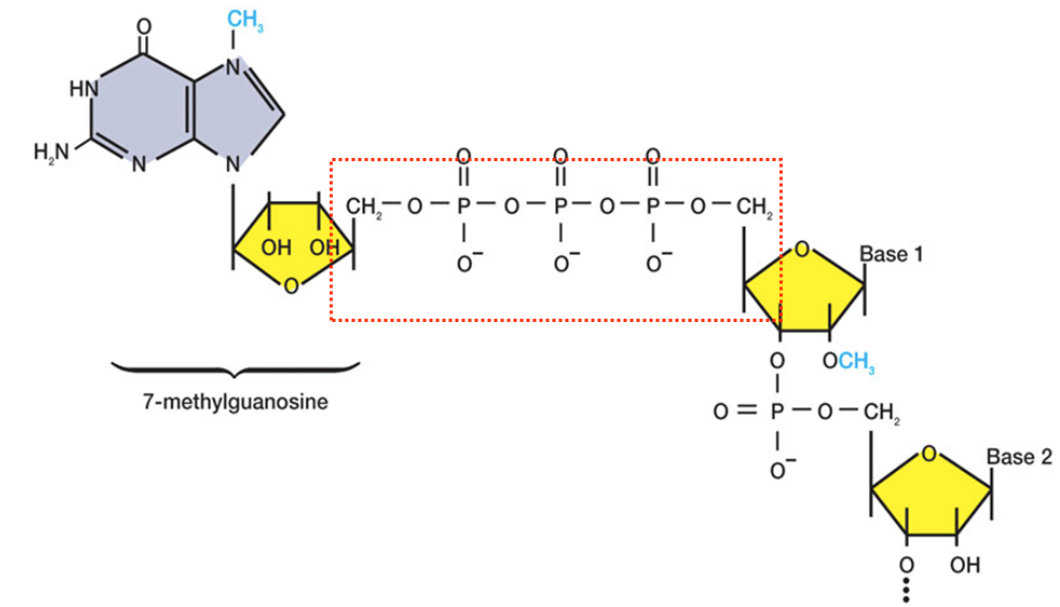 O
CH₃
N
HN
H₂N
N
N
O O O
CH₂—O—P—O—P—O—P—O—CH₂
OH OH
O⁻ O⁻ O⁻
O
O
Base 1
O
OCH₃
7-methylguanosine
O=P—O—CH₂
O⁻
O
Base 2
O
OH